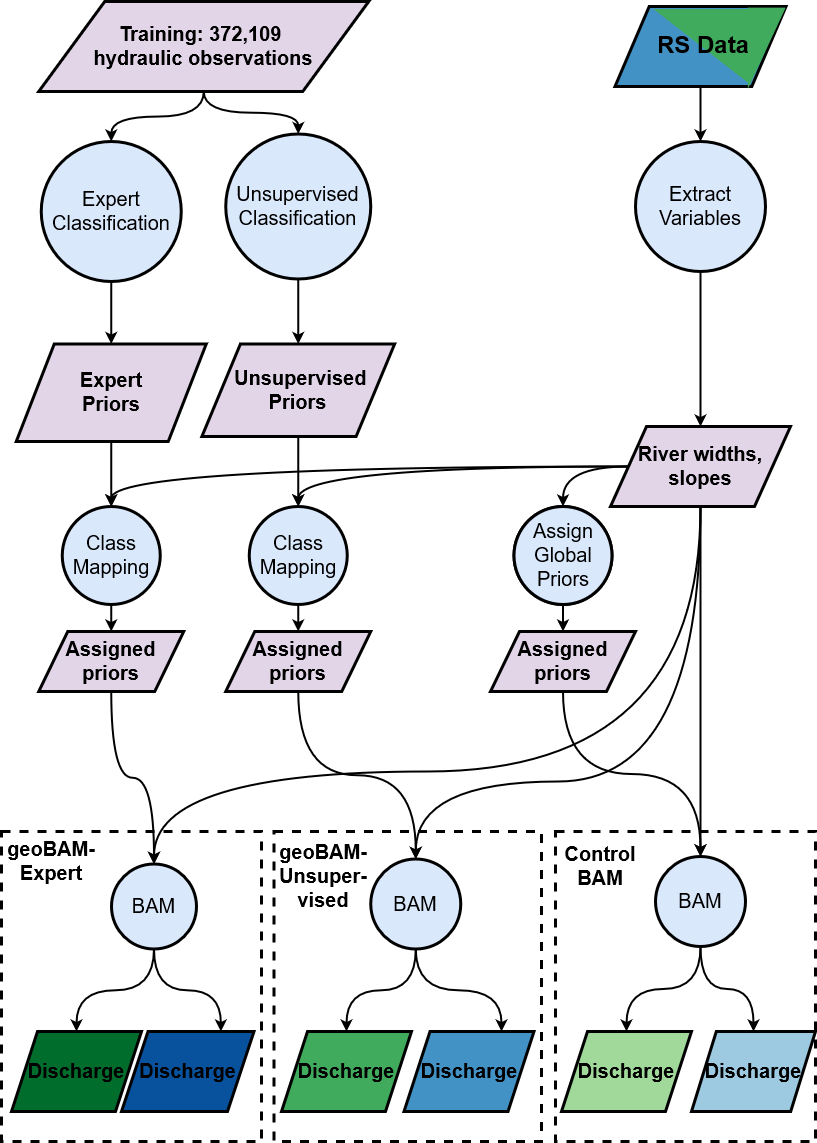 Training: 372,109
hydraulic observations
RS Data
Expert
Classification
Unsupervised
Classification
Extract
Variables
Expert
Priors
Unsupervised
Priors
River widths,
slopes
Class
Mapping
Class
Mapping
Assign
Global
Priors
Assigned
priors
Assigned
priors
Assigned
priors
geoBAM-
Expert
geoBAM-
Unsuper-
vised
Control
BAM
BAM
BAM
BAM
Discharge
Discharge
Discharge
Discharge
Discharge
Discharge